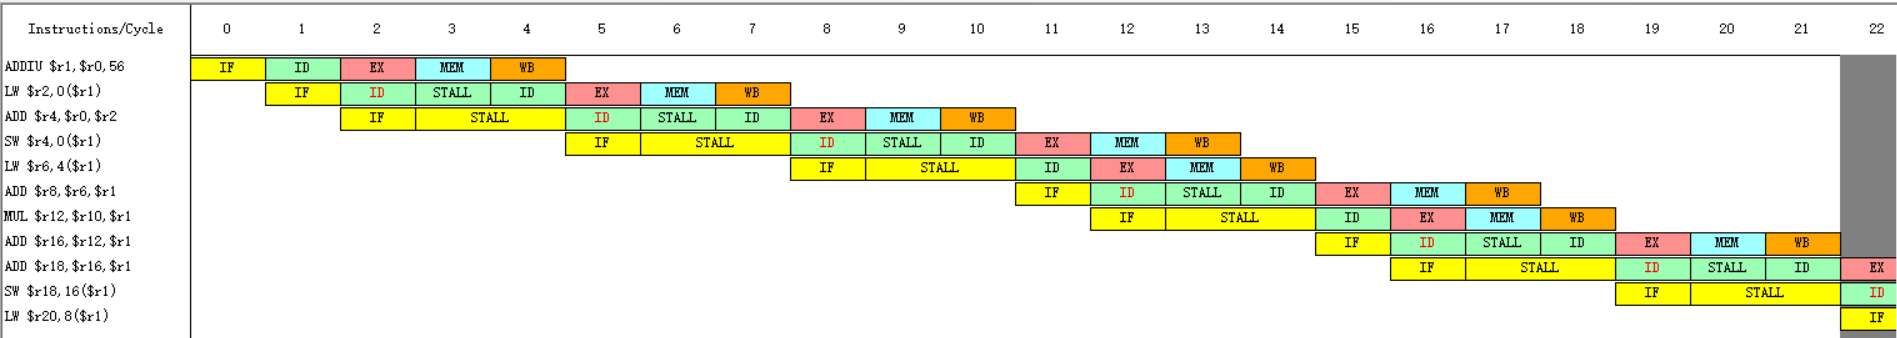 Instructions/Cycle 0 1 2 3 4 5 6 7 8 9 10 11 12 13 14 15 16 17 18 19 20 21 22
ADDIU $r1,$r0,56 IF ID EX MEM WB
LW $r2,0($r1) IF ID STALL ID EX MEM WB
ADD $r4,$r0,$r2 IF STALL ID STALL ID EX MEM WB
SW $r4,0($r1) IF STALL ID STALL ID EX MEM WB
LW $r6,4($r1) IF STALL ID EX MEM WB
ADD $r8,$r6,$r1 IF ID STALL ID EX MEM WB
MUL $r12,$r10,$r1 IF STALL ID EX MEM WB
ADD $r16,$r12,$r1 IF ID STALL ID EX MEM WB
ADD $r18,$r16,$r1 IF STALL ID STALL ID EX
SW $r18,16($r1) IF STALL ID
LW $r20,8($r1) IF